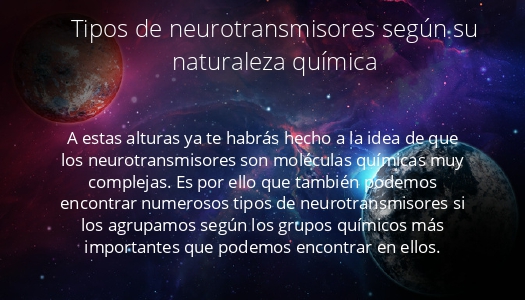 Tipos de neurotransmisores según su
naturaleza química
A estas alturas ya te habrás hecho a la idea de que
los neurotransmisores son moléculas químicas muy
complejas. Es por ello que también podemos
encontrar numerosos tipos de neurotransmisores si
los agrupamos según los grupos químicos más
importantes que podemos encontrar en ellos.